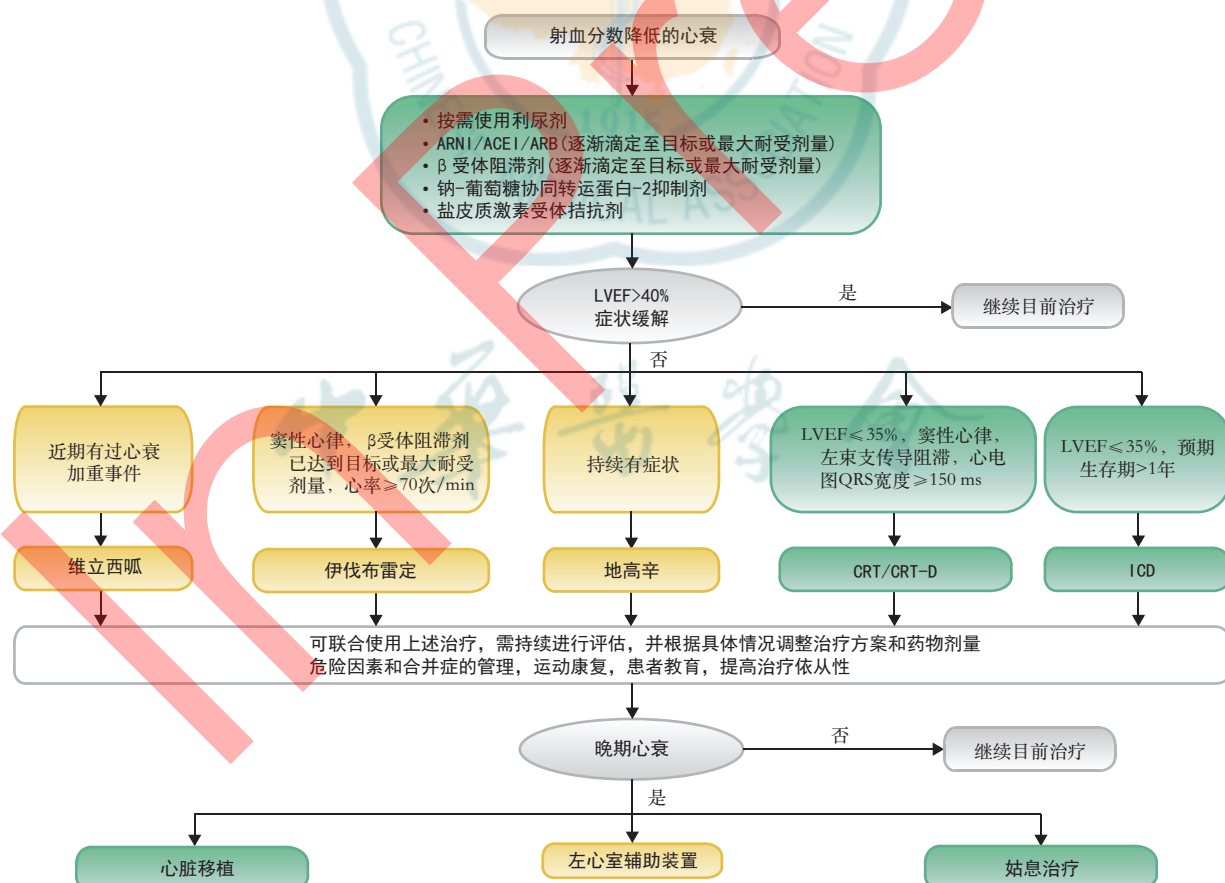 射血分数降低的心衰
• 按需使用利尿剂
• ARNI/ACEI/ARB(逐渐滴定至目标或最大耐受剂量)
• β受体阻滞剂(逐渐滴定至目标或最大耐受剂量)
• 钠-葡萄糖协同转运蛋白-2抑制剂
• 盐皮质激素受体拮抗剂
LVEF>40%
症状缓解
是
继续目前治疗
否
近期有过心衰
加重事件
窦性心律，β受体阻滞剂
已达到目标或最大耐受
剂量，心率≥70次/min
持续有症状
LVEF≤35%，窦性心律，
左束支传导阻滞，心电
图QRS宽度≥150 ms
LVEF≤35%，预期
生存期>1年
维立西呱
伊伐布雷定
地高辛
CRT/CRT-D
ICD
可联合使用上述治疗，需持续进行评估，并根据具体情况调整治疗方案和药物剂量
危险因素和合并症的管理，运动康复，患者教育，提高治疗依从性
晚期心衰
否
继续目前治疗
是
心脏移植
左心室辅助装置
姑息治疗
In Pre
中华医学会
1915